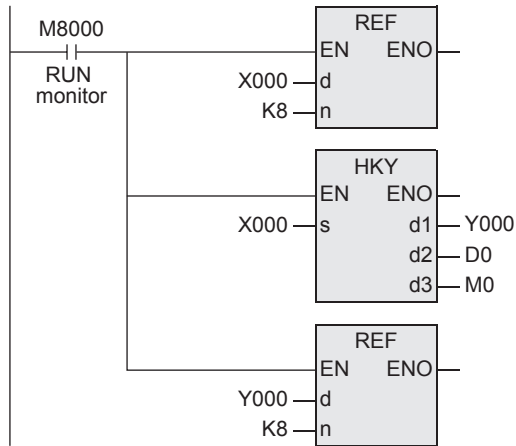 M8000
RUN
monitor
REF
EN ENO
X000 d
K8 n
HKY
EN ENO
X000 s d1 Y000
d2 D0
d3 M0
REF
EN ENO
Y000 d
K8 n